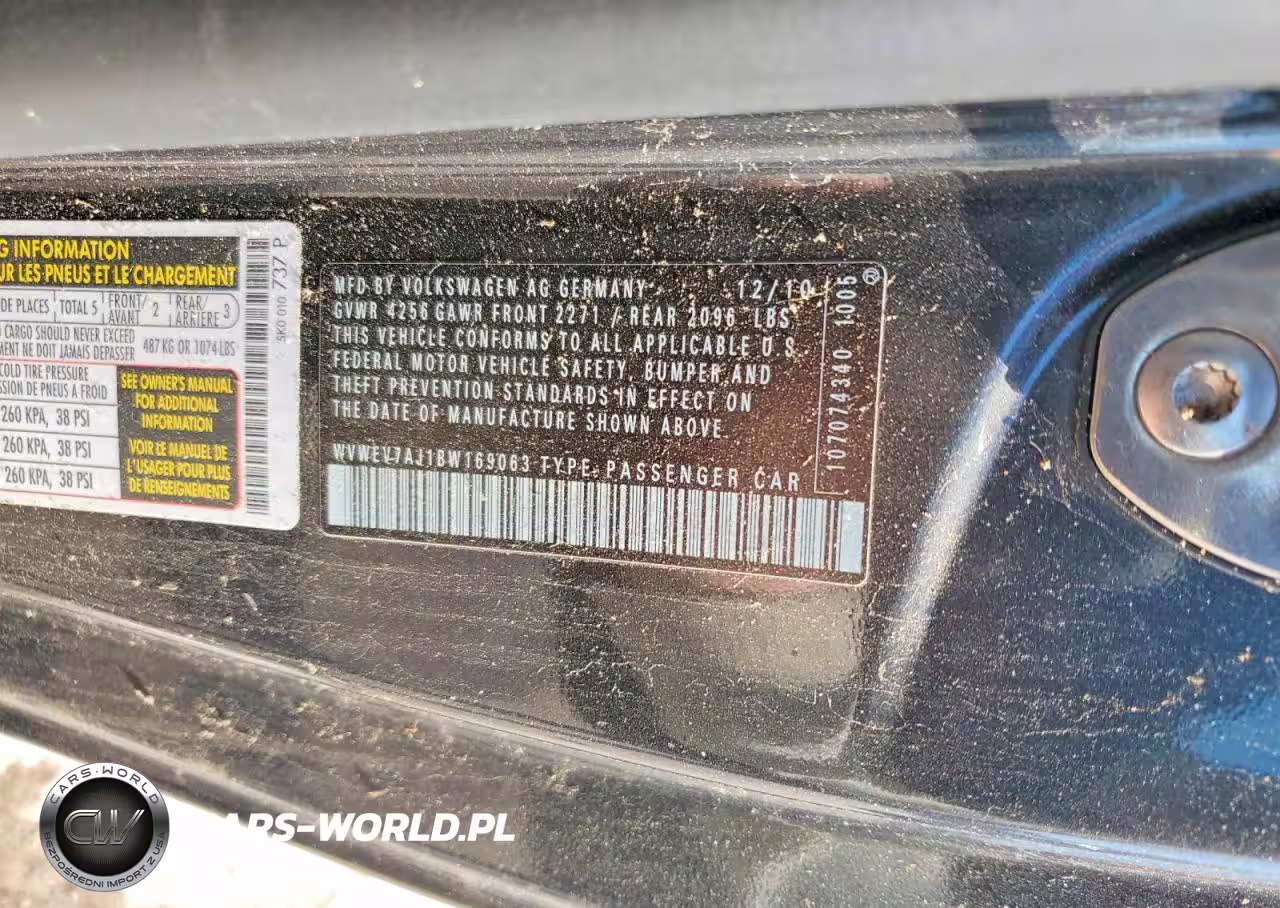 G INFORMATION
UR LES PNEUS ET LE CHARGEMENT
DE PLACES TOTAL 5 FRONT/AVANT 2 REAR/ARRIERE 3
CARGO SHOULD NEVER EXCEED
MENT NE DOIT JAMAIS DEPASSER 487 KG OR 1074 LBS
COLD TIRE PRESSURE
SSION DE PNEUS A FROID
260 KPA, 38 PSI
260 KPA, 38 PSI
260 KPA, 38 PSI
SEE OWNER'S MANUAL
FOR ADDITIONAL
INFORMATION
VOIR LE MANUEL DE
L'USAGER POUR PLUS
DE RENSEIGNEMENTS
5K0 010 737 P
MFD BY VOLKSWAGEN AG GERMANY 12/10
GVWR 4256 GAWR FRONT 2271 / REAR 2096 LBS
THIS VEHICLE CONFORMS TO ALL APPLICABLE U S
FEDERAL MOTOR VEHICLE SAFETY, BUMPER AND
THEFT PREVENTION STANDARDS IN EFFECT ON
THE DATE OF MANUFACTURE SHOWN ABOVE.
WVWEV7AJ1BW169063 TYPE: PASSENGER CAR
107074340 1005 ®
CARS-WORLD
CW
BEZPOŚREDNI IMPORT Z USA
CARS-WORLD.PL